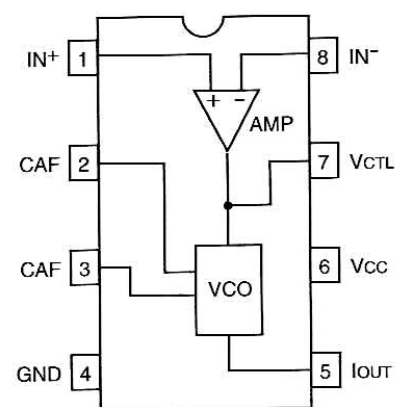 IN+ 1 8 IN-
+ -
AMP
CAF 2 7 VCTL
CAF 3 6 VCC
VCO
GND 4 5 IOUT